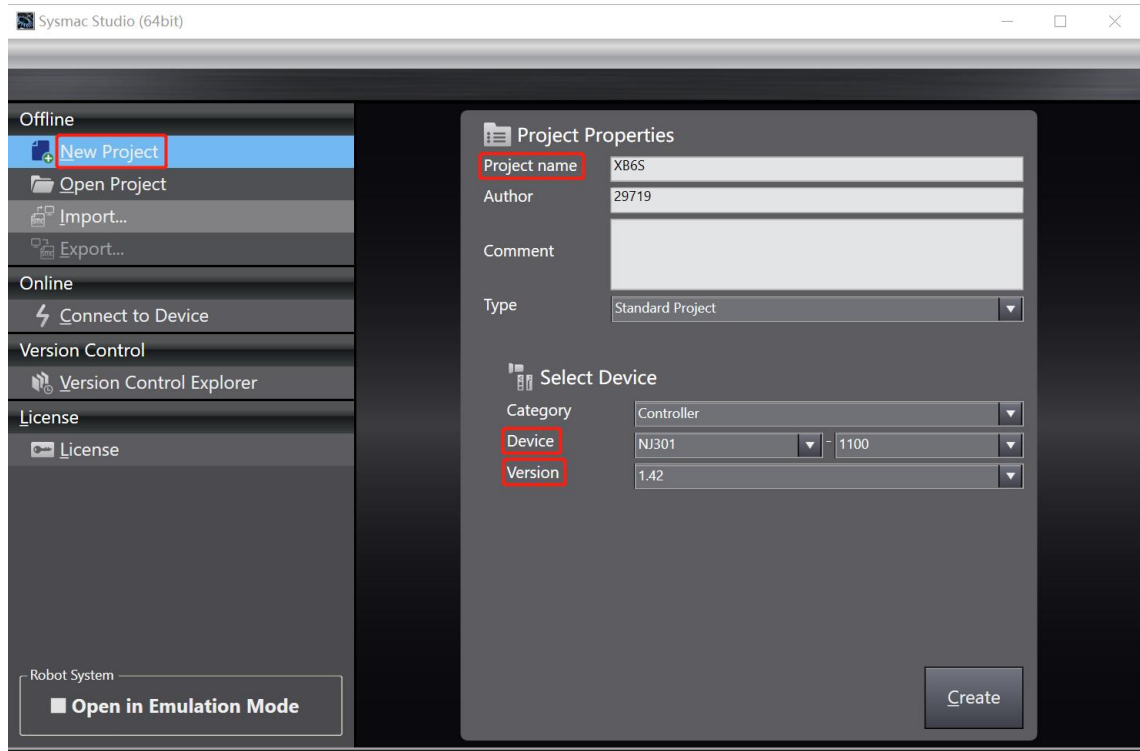 Sysmac Studio (64bit)
Offline
New Project
Open Project
Import...
Export...
Online
Connect to Device
Version Control
Version Control Explorer
License
License
Robot System
Open in Emulation Mode
Project Properties
Project name XB6S
Author 29719
Comment
Type Standard Project
Select Device
Category Controller
Device NJ301 - 1100
Version 1.42
Create